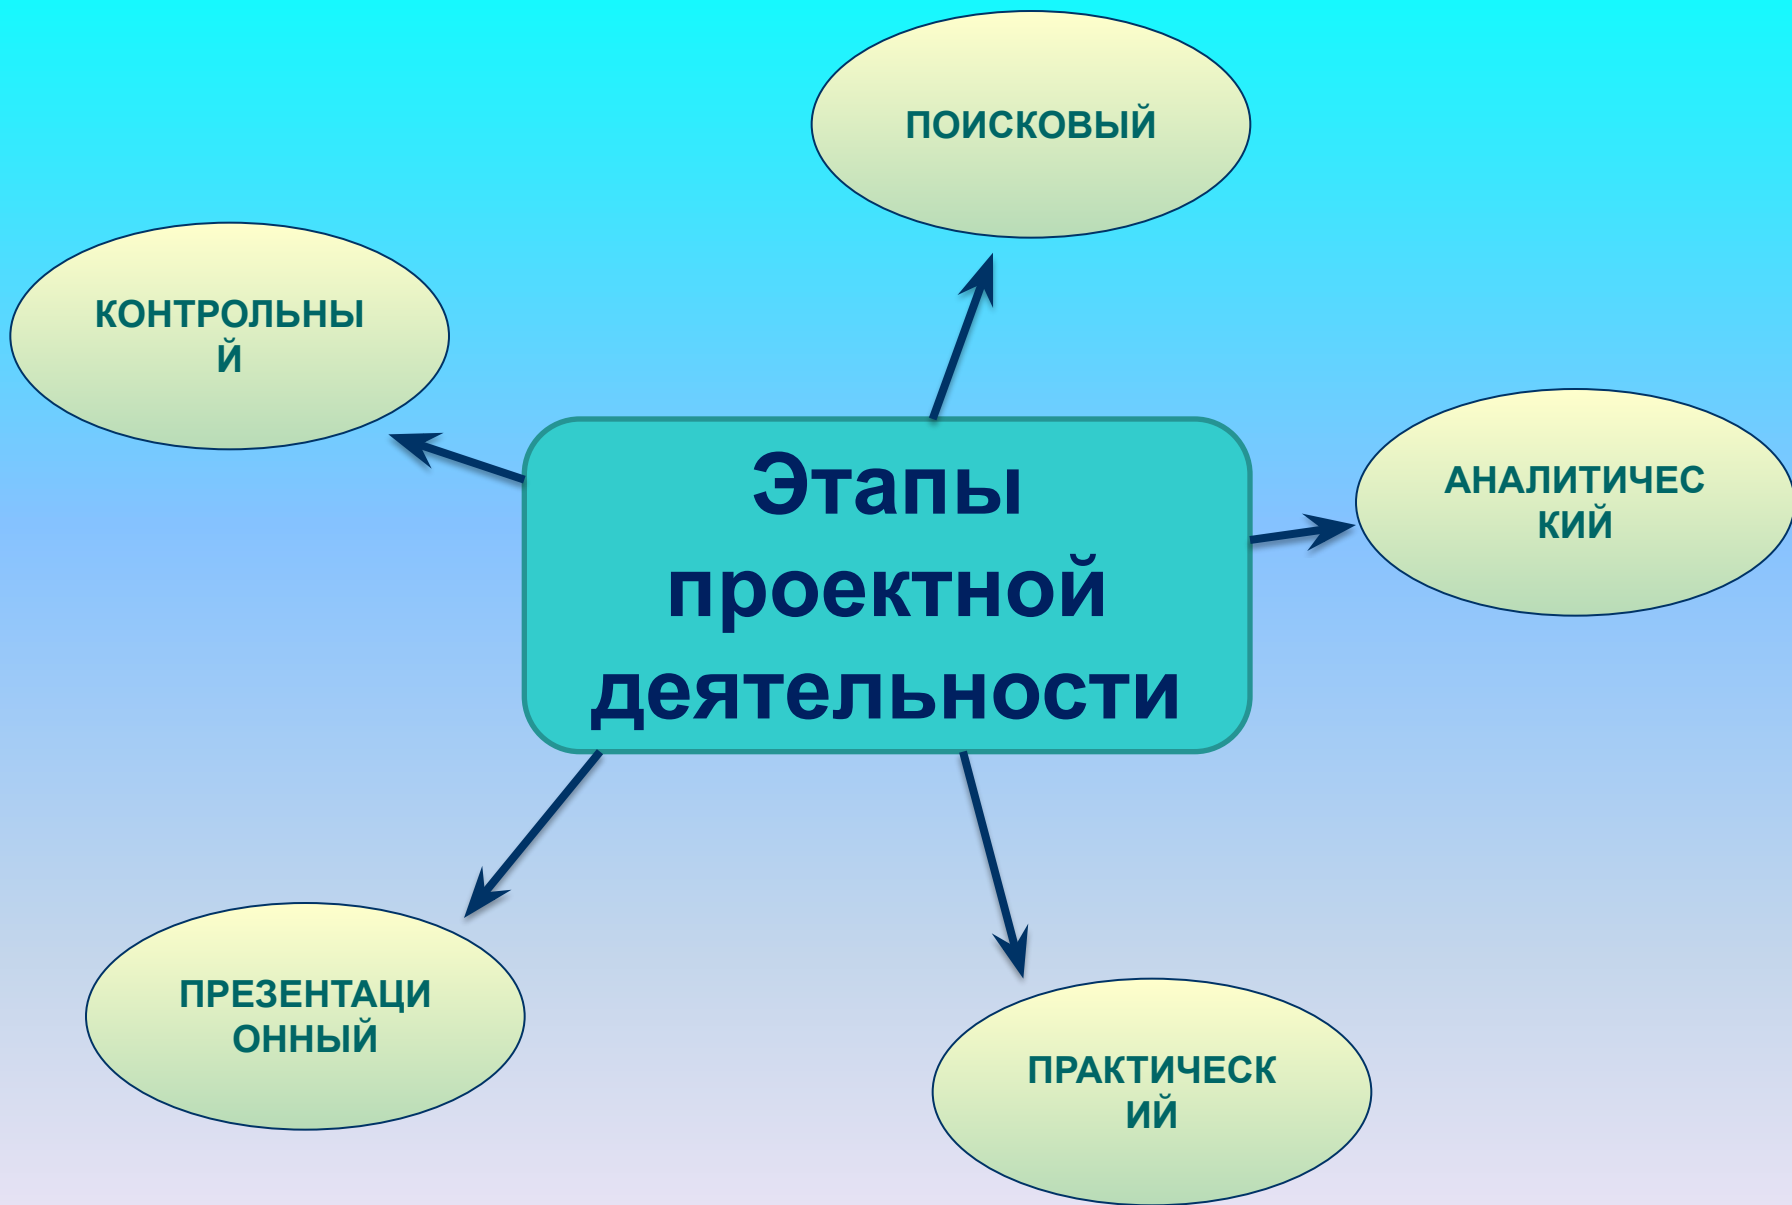 ПОИСКОВЫЙ
КОНТРОЛЬНЫ
Й
АНАЛИТИЧЕС
КИЙ
Этапы
проектной
деятельности
ПРЕЗЕНТАЦИ
ОННЫЙ
ПРАКТИЧЕСК
ИЙ